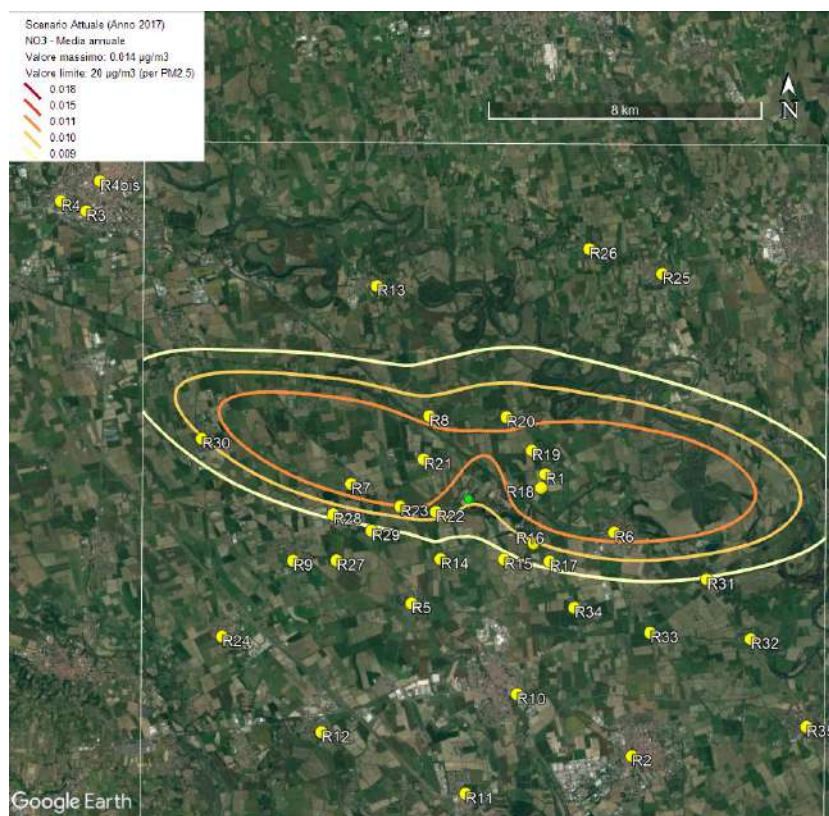 Scenario Attuale (Anno 2017)
NO3 - Media annuale
Valore massimo: 0.014 µg/m3
Valore limite: 20 µg/m3 (per PM2.5)
0.018
0.015
0.011
0.010
0.009
8 km
N
R4bis
R4
R3
R26
R25
R13
R8
R20
R30
R19
R21
R1
R7
R18
R23
R22
R28
R6
R29
R16
R9
R27
R14
R15
R17
R31
R5
R34
R24
R33
R32
R10
R12
R35
R2
R11
Google Earth